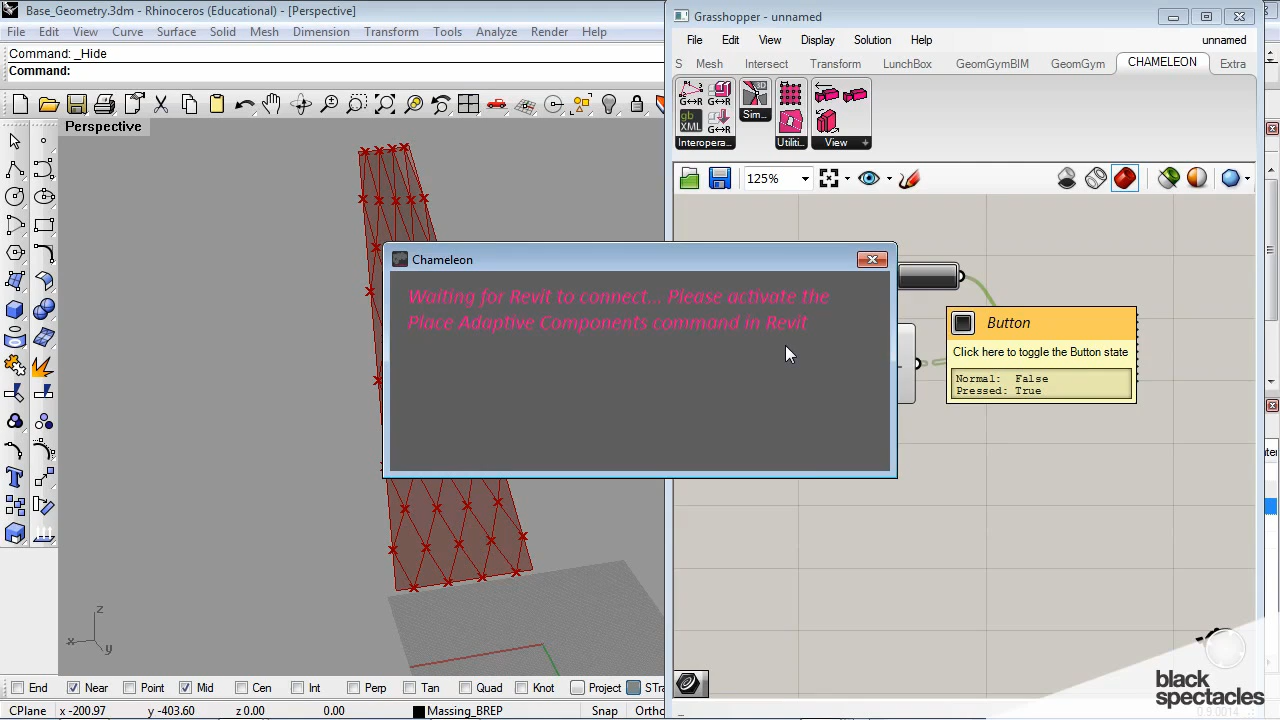 Base_Geometry.3dm - Rhinoceros (Educational) - [Perspective]
File Edit View Curve Surface Solid Mesh Dimension Transform Tools Analyze Render Help
Command: _Hide
Command:
Perspective
Grasshopper - unnamed
File Edit View Display Solution Help
unnamed
S Mesh Intersect Transform LunchBox GeomGymBIM GeomGym CHAMELEON Extra
G↔R
G↔R
gb XML
G↔R
Sim...
Interopera... Utiliti... View
125%
Chameleon
Waiting for Revit to connect... Please activate the
Place Adaptive Components command in Revit
Button
Click here to toggle the Button state
Normal: False
Pressed: True
z
x
y
End Near Point Mid Cen Int Perp Tan Quad Knot Project STra
CPlane x -200.97 y -403.60 z 0.00 0.00 Massing_BREP Snap Ortho
black
spectacles
0.9.0014